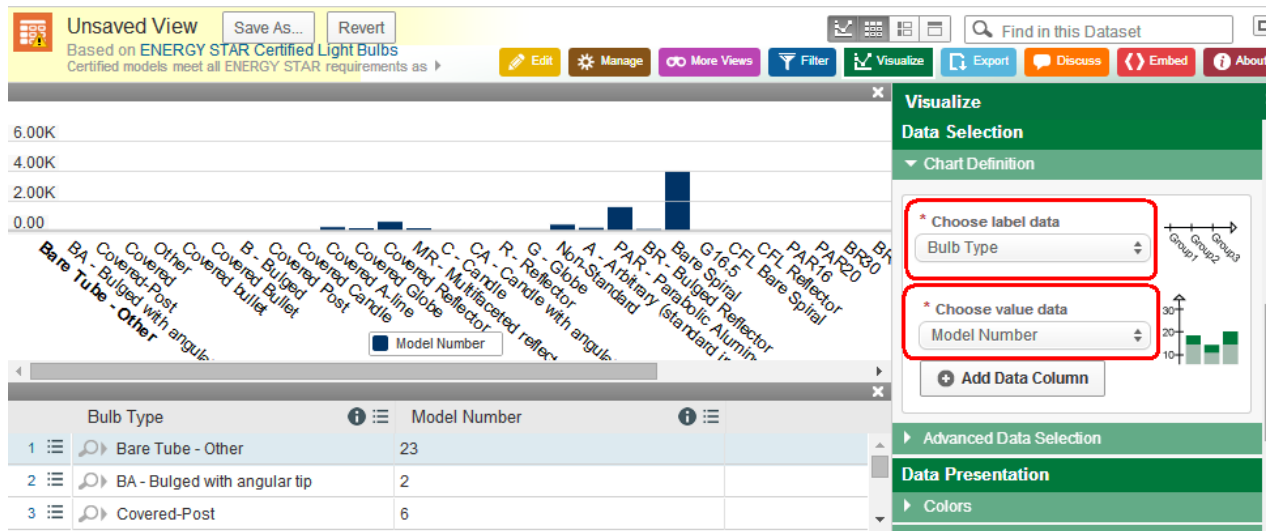 Unsaved View
Save As...
Revert
Find in this Dataset
Based on ENERGY STAR Certified Light Bulbs
Certified models meet all ENERGY STAR requirements as
Edit
Manage
More Views
Filter
Visualize
Export
Discuss
Embed
About
Visualize
Data Selection
Chart Definition
6.00K
4.00K
2.00K
0.00
Bare Tube - Other
BA - Bulged with angula
Covered-Post
Covered
Other
Covered bullet
Covered Bullet
B - Bulged
Covered Post
Covered Candle
Covered A-line
Covered Globe
Covered Reflector
MR - Multifaceted reflec
C - Candle
CA - Candle with angula
R - Reflector
G - Globe
Non-Standard
A - Arbitrary (standard i
PAR - Parabolic Alumin
BR - Bulged Reflector
Bare Spiral
G16.5
CFL Bare Spiral
CFL Reflector
PAR16
PAR20
BR30
BR
Model Number
* Choose label data
Bulb Type
Group1
Group2
Group3
* Choose value data
Model Number
30
20
10
Add Data Column
Advanced Data Selection
Data Presentation
Colors
Bulb Type
Model Number
1 Bare Tube - Other 23
2 BA - Bulged with angular tip 2
3 Covered-Post 6